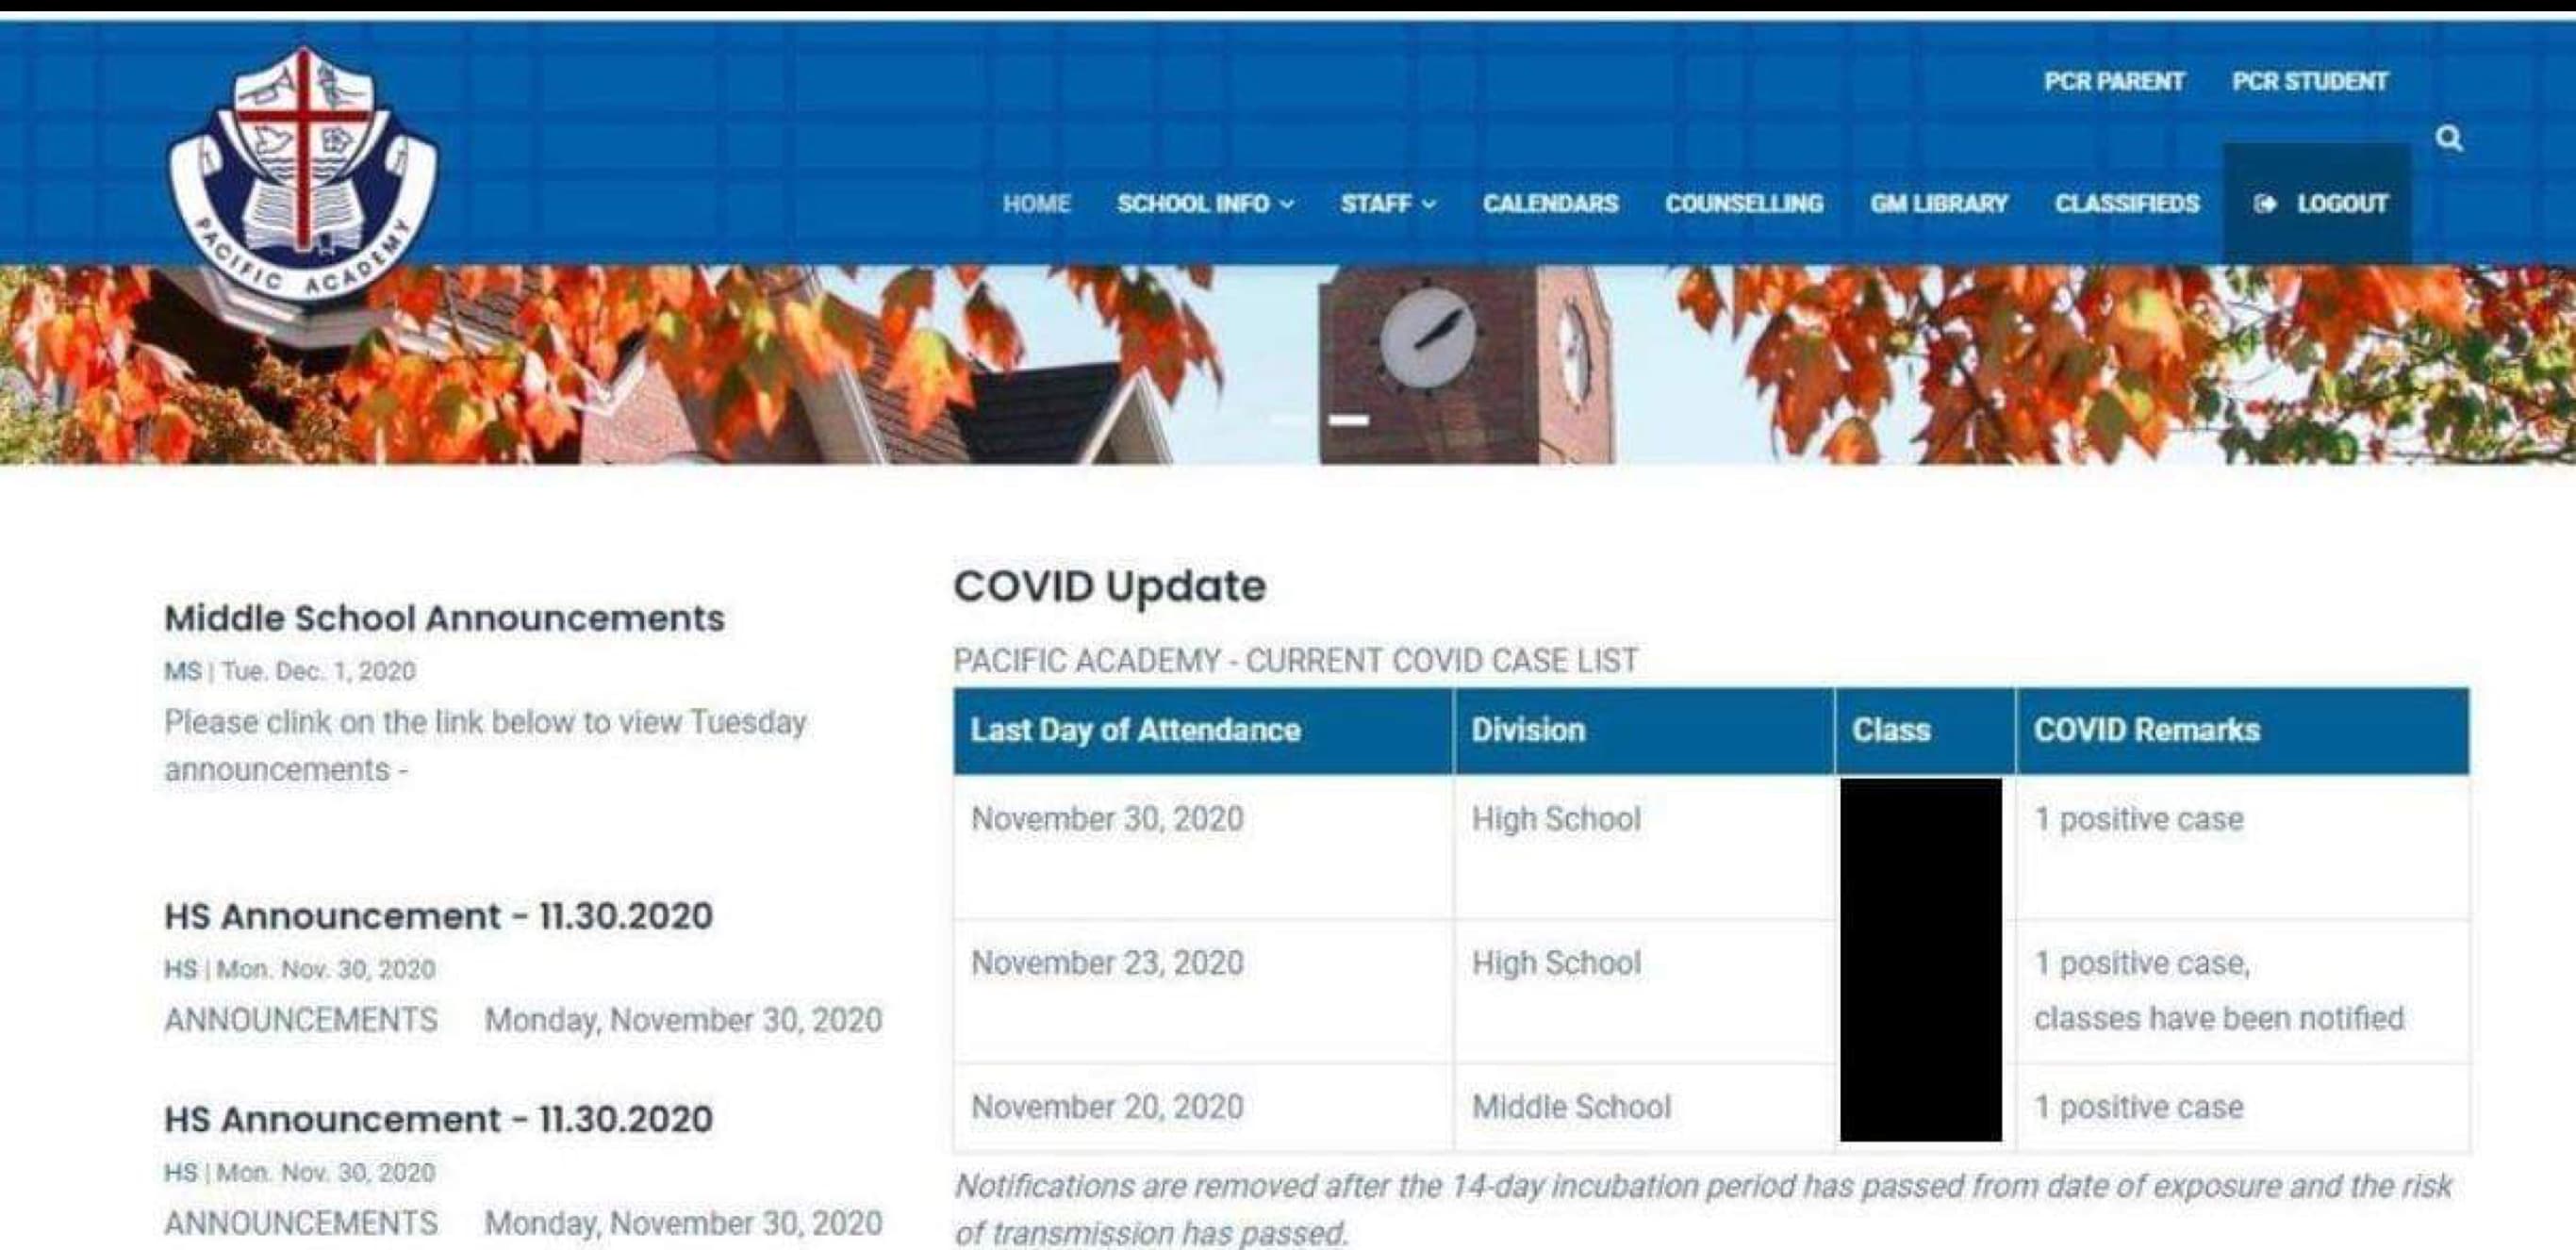 PACIFIC ACADEMY
PCR PARENT PCR STUDENT
HOME SCHOOL INFO STAFF CALENDARS COUNSELLING GM LIBRARY CLASSIFIEDS LOGOUT
Middle School Announcements
MS | Tue. Dec. 1, 2020
Please clink on the link below to view Tuesday
announcements -
HS Announcement - 11.30.2020
HS | Mon. Nov. 30, 2020
ANNOUNCEMENTS Monday, November 30, 2020
HS Announcement - 11.30.2020
HS | Mon. Nov. 30, 2020
ANNOUNCEMENTS Monday, November 30, 2020
COVID Update
PACIFIC ACADEMY - CURRENT COVID CASE LIST
Last Day of Attendance Division Class COVID Remarks
November 30, 2020 High School 1 positive case
November 23, 2020 High School 1 positive case,
classes have been notified
November 20, 2020 Middle School 1 positive case
Notifications are removed after the 14-day incubation period has passed from date of exposure and the risk
of transmission has passed.